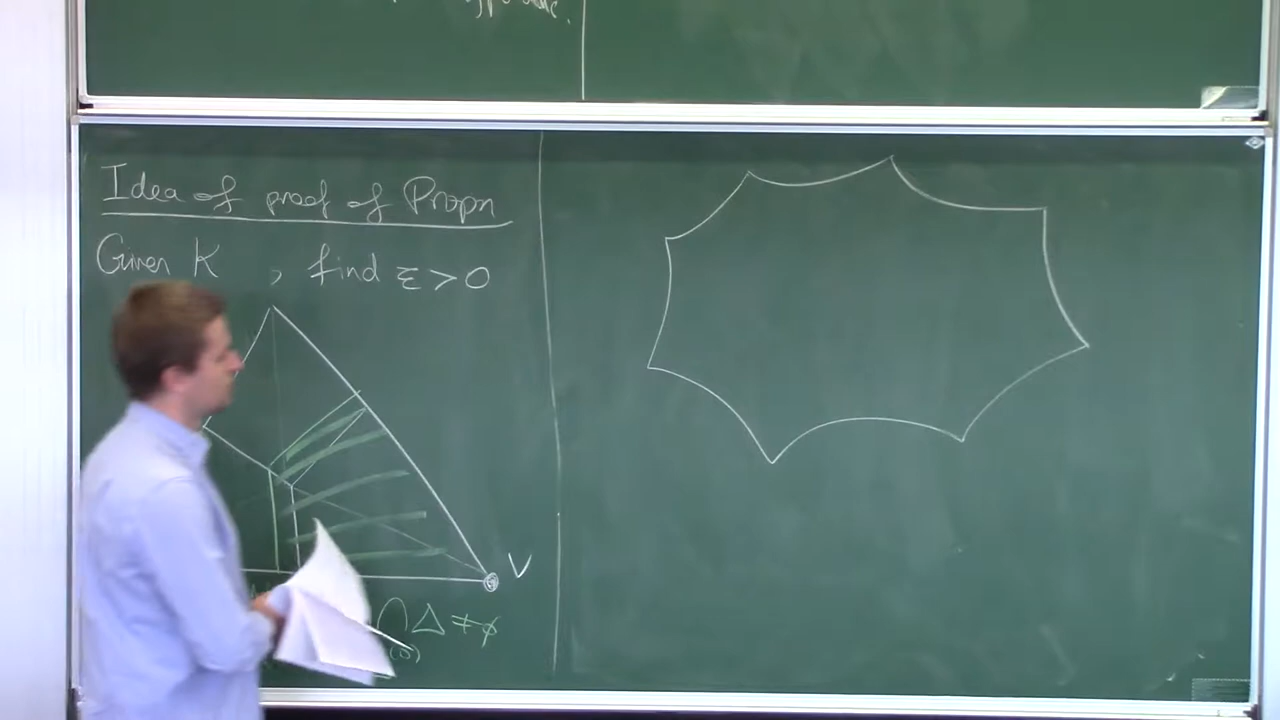 Idea of proof of Propn
Given K , find ε > 0
V
∩ Δ ≠ ∅